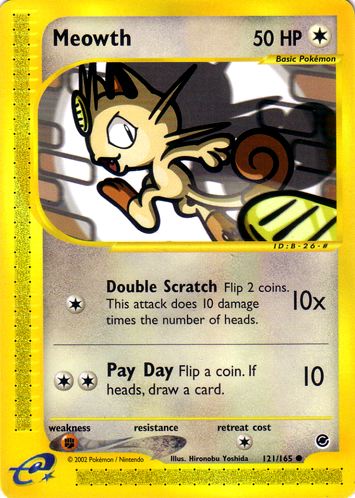 Meowth 50 HP
Basic Pokémon
ID:B-26-#
Double Scratch Flip 2 coins.
This attack does 10 damage 10x
times the number of heads.
Pay Day Flip a coin. If 10
heads, draw a card.
weakness resistance retreat cost
©2002 Pokémon / Nintendo Illus. Hironobu Yoshida 121/165 ●
e